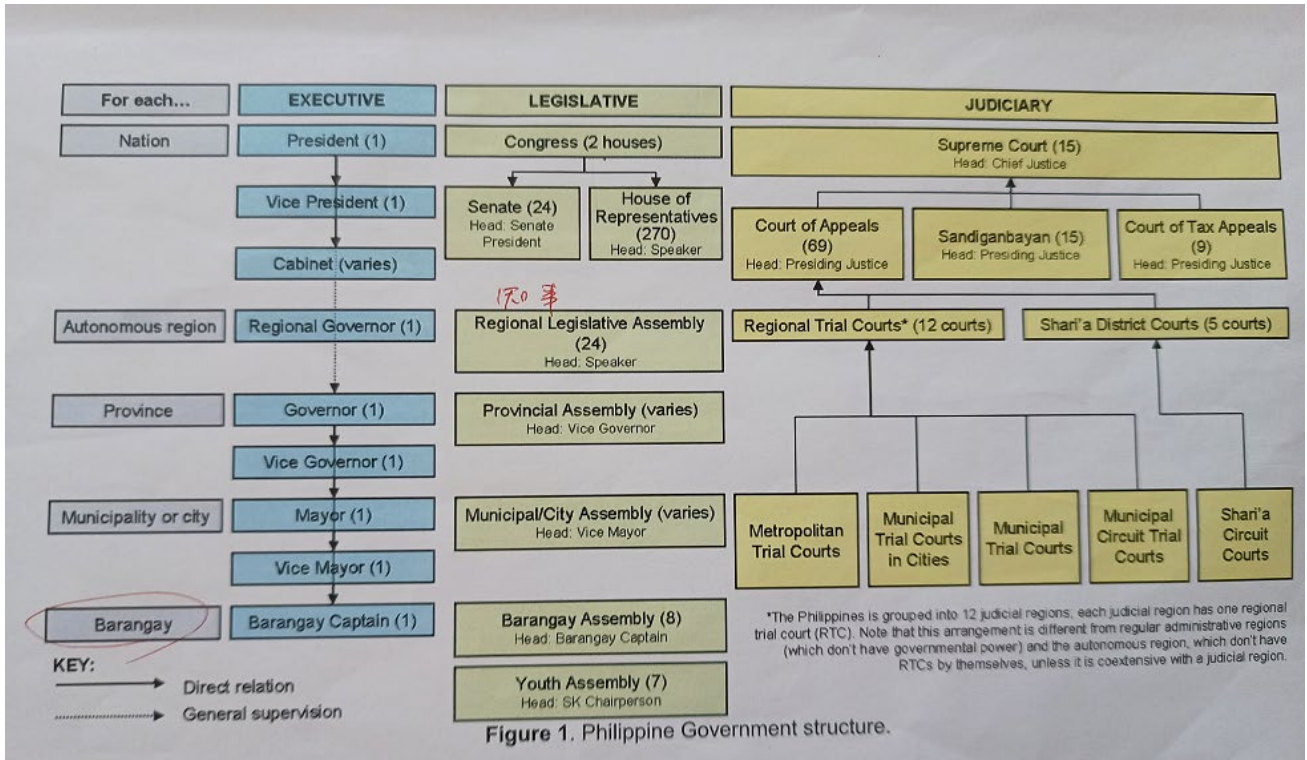 For each...
EXECUTIVE
LEGISLATIVE
JUDICIARY
Nation
President (1)
Congress (2 houses)
Supreme Court (15)
Head: Chief Justice
Vice President (1)
Senate (24)
Head: Senate
President
House of
Representatives
(270)
Head: Speaker
Court of Appeals
(69)
Head: Presiding Justice
Sandiganbayan (15)
Head: Presiding Justice
Court of Tax Appeals
(9)
Head: Presiding Justice
Cabinet (varies)
Autonomous region
Regional Governor (1)
Regional Legislative Assembly
(24)
Head: Speaker
Regional Trial Courts* (12 courts)
Shari'a District Courts (5 courts)
Province
Governor (1)
Provincial Assembly (varies)
Head: Vice Governor
Vice Governor (1)
Municipality or city
Mayor (1)
Municipal/City Assembly (varies)
Head: Vice Mayor
Metropolitan
Trial Courts
Municipal
Trial Courts
in Cities
Municipal
Trial Courts
Municipal
Circuit Trial
Courts
Shari'a
Circuit
Courts
Vice Mayor (1)
Barangay
Barangay Captain (1)
Barangay Assembly (8)
Head: Barangay Captain
*The Philippines is grouped into 12 judicial regions; each judicial region has one regional
trial court (RTC). Note that this arrangement is different from regular administrative regions
(which don't have governmental power) and the autonomous region, which don't have
RTCs by themselves, unless it is coextensive with a judicial region.
KEY:
Direct relation
General supervision
Youth Assembly (7)
Head: SK Chairperson
Figure 1. Philippine Government structure.